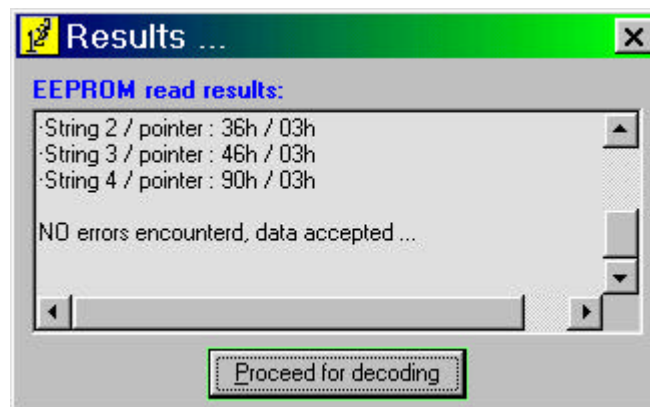 Results ...
EEPROM read results:
·String 2 / pointer : 36h / 03h
·String 3 / pointer : 46h / 03h
·String 4 / pointer : 90h / 03h
NO errors encounterd, data accepted ...
Proceed for decoding